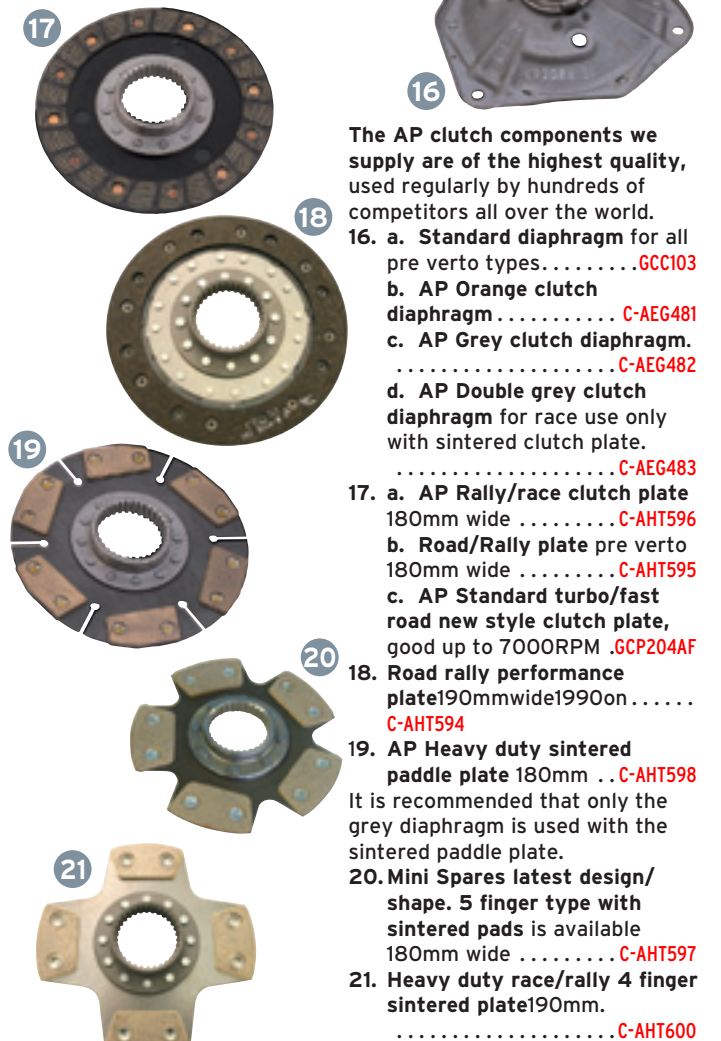 17
16
The AP clutch components we
supply are of the highest quality,
used regularly by hundreds of
competitors all over the world.
18
16. a. Standard diaphragm for all
pre verto types.........GCC103
b. AP Orange clutch
diaphragm........... C-AEG481
c. AP Grey clutch diaphragm.
....................C-AEG482
d. AP Double grey clutch
diaphragm for race use only
with sintered clutch plate.
....................C-AEG483
19
17. a. AP Rally/race clutch plate
180mm wide .........C-AHT596
b. Road/Rally plate pre verto
180mm wide .........C-AHT595
c. AP Standard turbo/fast
road new style clutch plate,
good up to 7000RPM .GCP204AF
20
18. Road rally performance
plate190mmwide1990on......
C-AHT594
19. AP Heavy duty sintered
paddle plate 180mm ..C-AHT598
It is recommended that only the
grey diaphragm is used with the
sintered paddle plate.
21
20. Mini Spares latest design/
shape. 5 finger type with
sintered pads is available
180mm wide .........C-AHT597
21. Heavy duty race/rally 4 finger
sintered plate190mm.
....................C-AHT600